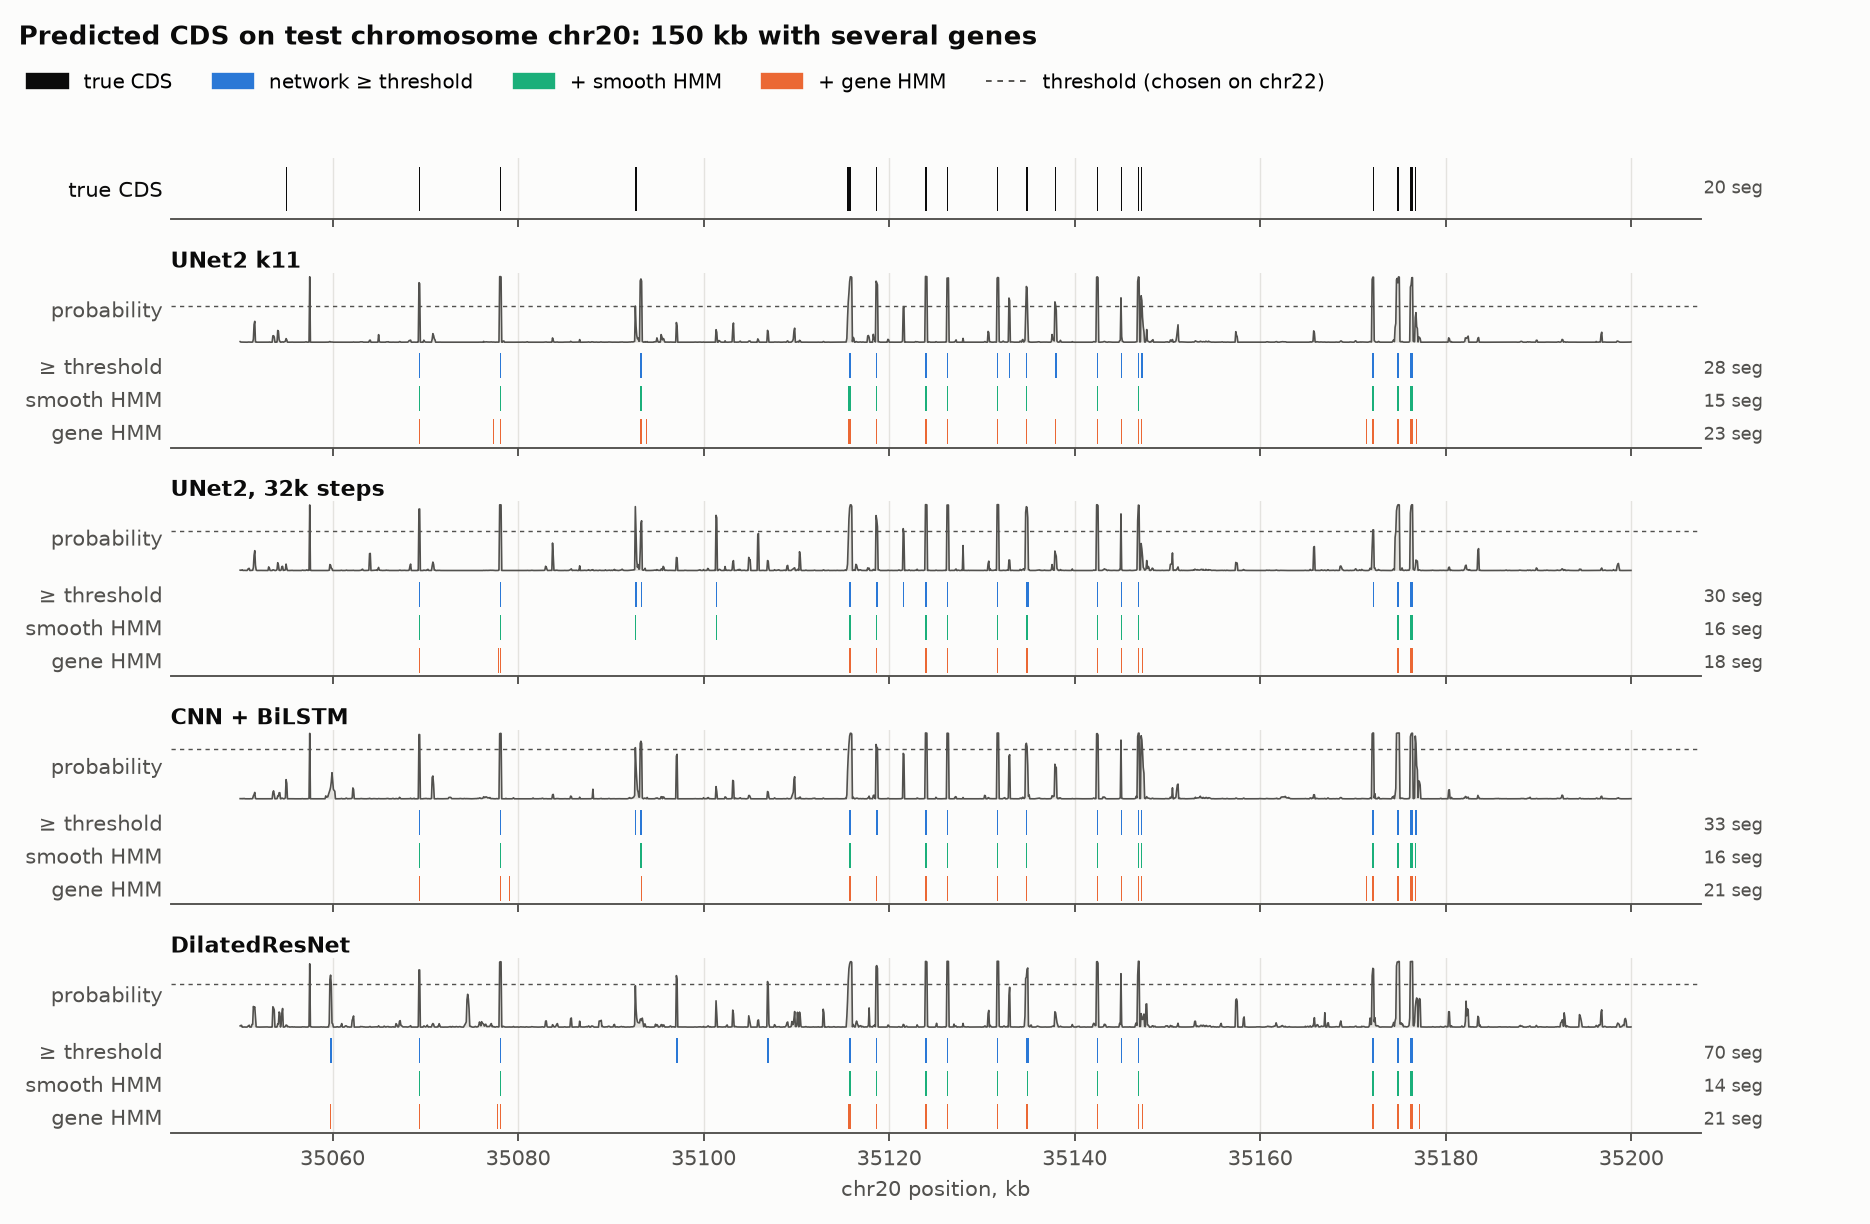 Predicted CDS on test chromosome chr20: 150 kb with several genes
true CDS network ≥ threshold + smooth HMM + gene HMM threshold (chosen on chr22)
true CDS 20 seg
UNet2 k11
probability
≥ threshold 28 seg
smooth HMM 15 seg
gene HMM 23 seg
UNet2, 32k steps
probability
≥ threshold 30 seg
smooth HMM 16 seg
gene HMM 18 seg
CNN + BiLSTM
probability
≥ threshold 33 seg
smooth HMM 16 seg
gene HMM 21 seg
DilatedResNet
probability
≥ threshold 70 seg
smooth HMM 14 seg
gene HMM 21 seg
35060 35080 35100 35120 35140 35160 35180 35200
chr20 position, kb